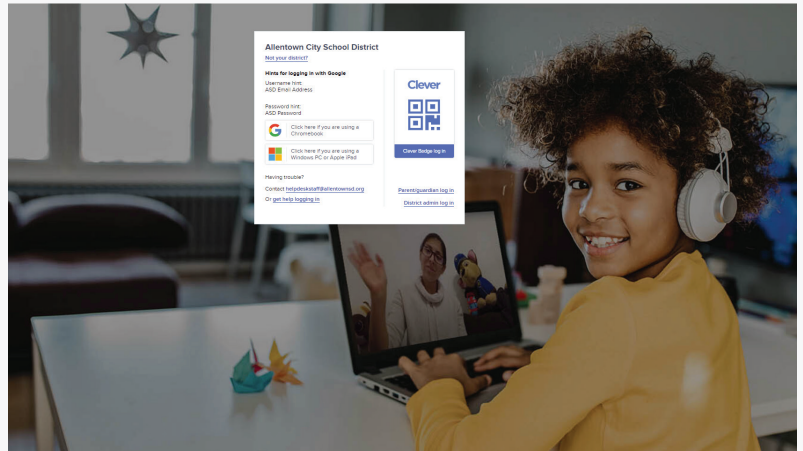 Allentown City School District
Not your district?
Hints for logging in with Google
Username hint:
ASD Email Address
Password hint:
ASD Password
Click here if you are using a
Chromebook
Click here if you are using a
Windows PC or Apple iPad
Having trouble?
Contact helpdeskstaff@allentownsd.org
Or get help logging in
Clever
Clever Badge log in
Parent/guardian log in
District admin log in